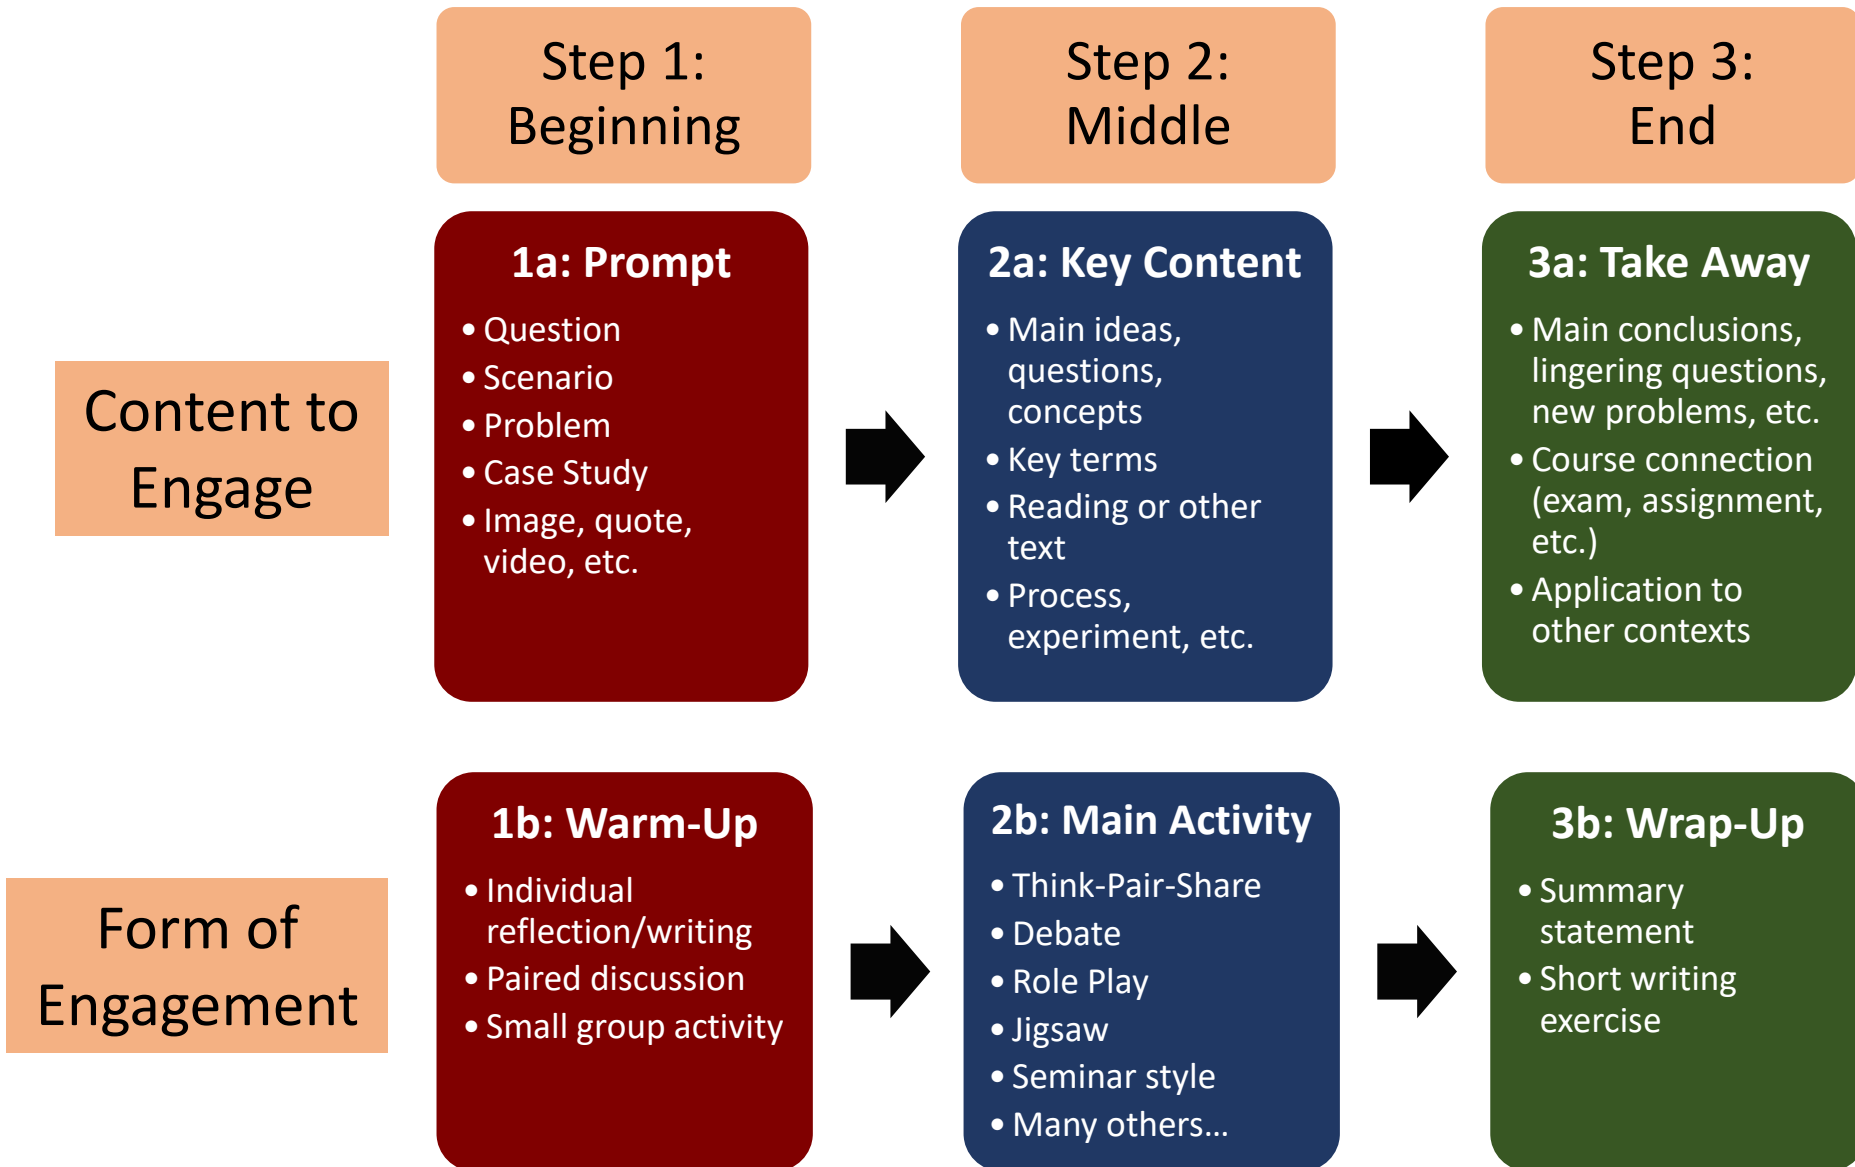 Step 1:
Beginning
Step 2:
Middle
Step 3:
End
Content to
Engage
1a: Prompt
• Question
• Scenario
• Problem
• Case Study
• Image, quote,
video, etc.
2a: Key Content
• Main ideas,
questions,
concepts
• Key terms
• Reading or other
text
• Process,
experiment, etc.
3a: Take Away
• Main conclusions,
lingering questions,
new problems, etc.
• Course connection
(exam, assignment,
etc.)
• Application to
other contexts
Form of
Engagement
1b: Warm-Up
• Individual
reflection/writing
• Paired discussion
• Small group activity
2b: Main Activity
• Think-Pair-Share
• Debate
• Role Play
• Jigsaw
• Seminar style
• Many others...
3b: Wrap-Up
• Summary
statement
• Short writing
exercise